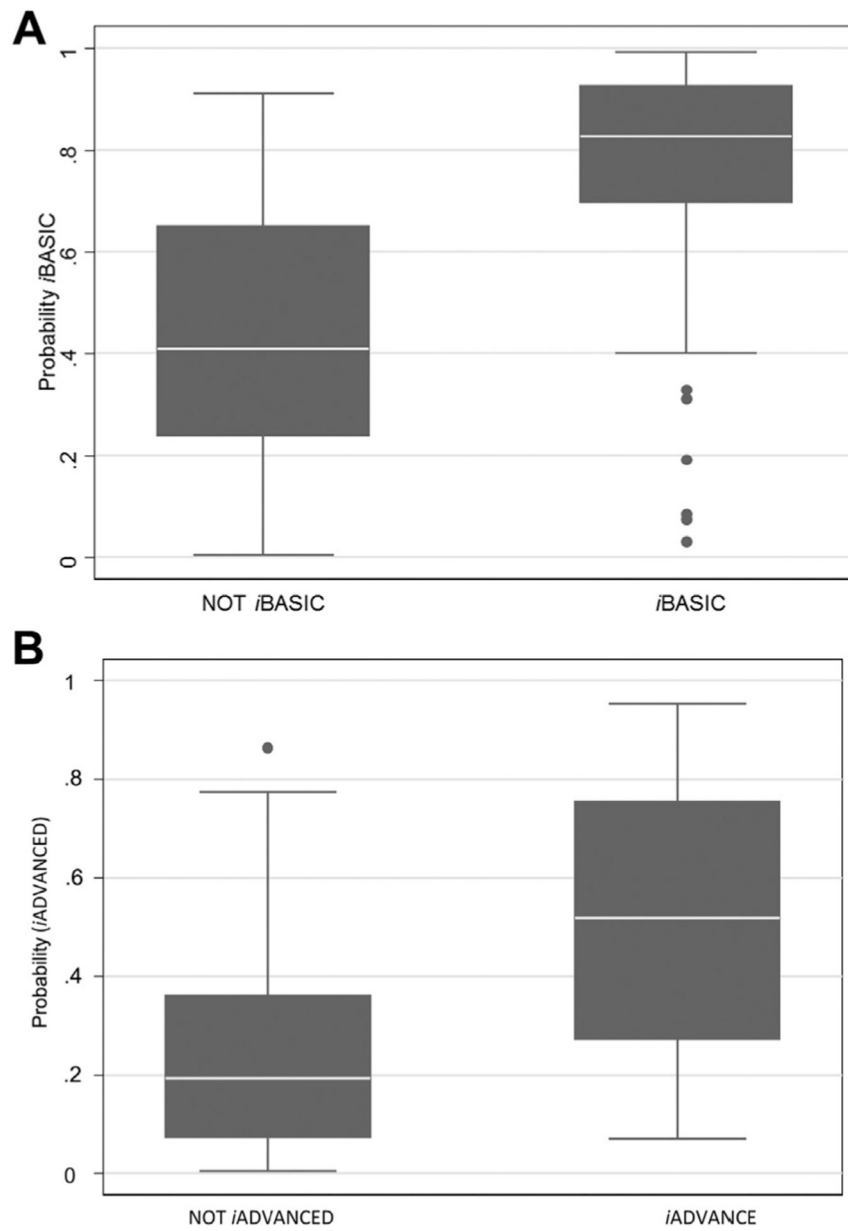 A
1
.8
.6
.4
.2
0
Probability iBASIC
NOT iBASIC iBASIC
B
1
.8
.6
.4
.2
0
Probability (iADVANCED)
NOT iADVANCED iADVANCE